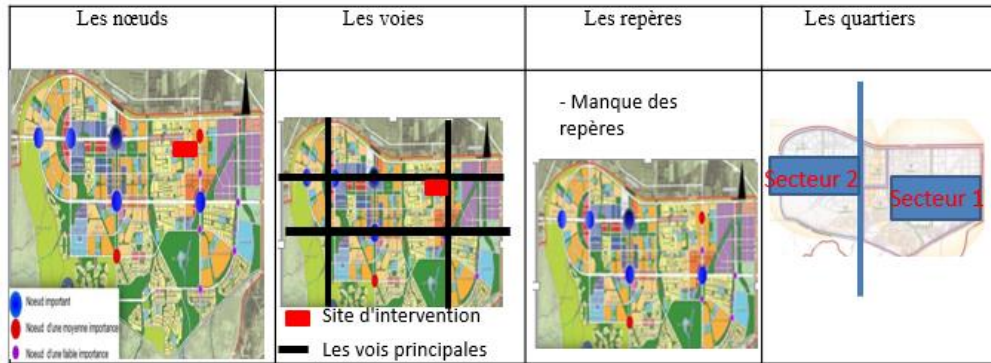 Les nœuds
Les voies
Les repères
Les quartiers
Noeud important
Noeud d'une moyenne importance
Noeud d'une faible importance
Site d'intervention
Les vois principales
- Manque des
repères
Secteur 2
Secteur 1